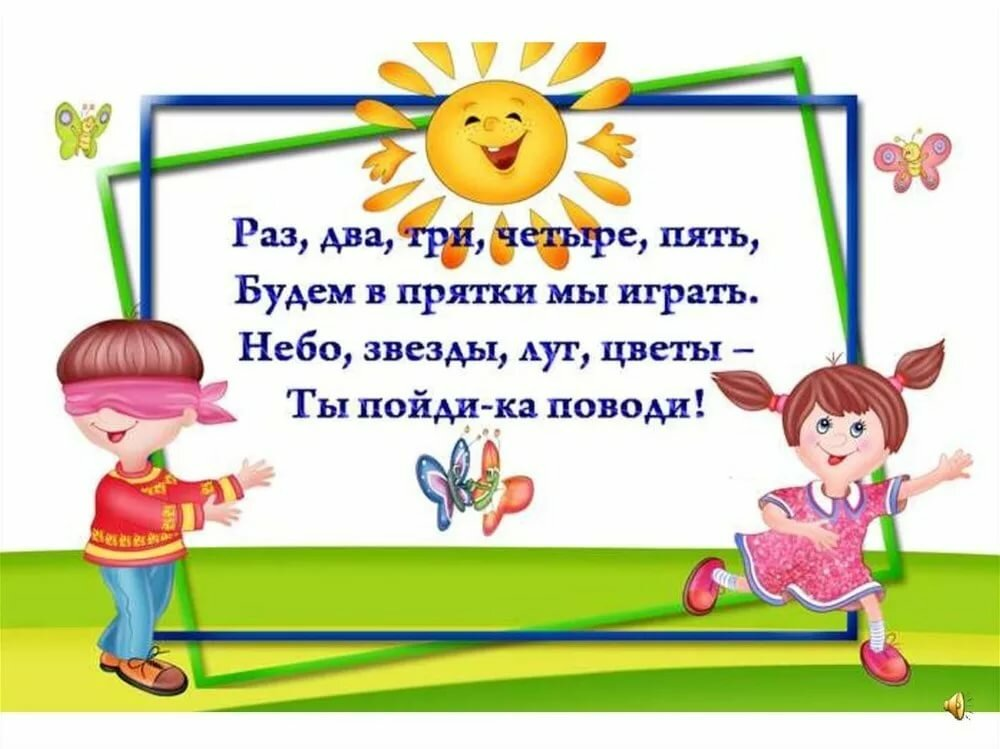 Раз, два, три, четыре, пять,
Будем в прятки мы играть.
Небо, звезды, луг, цветы –
Ты пойди-ка поводи!